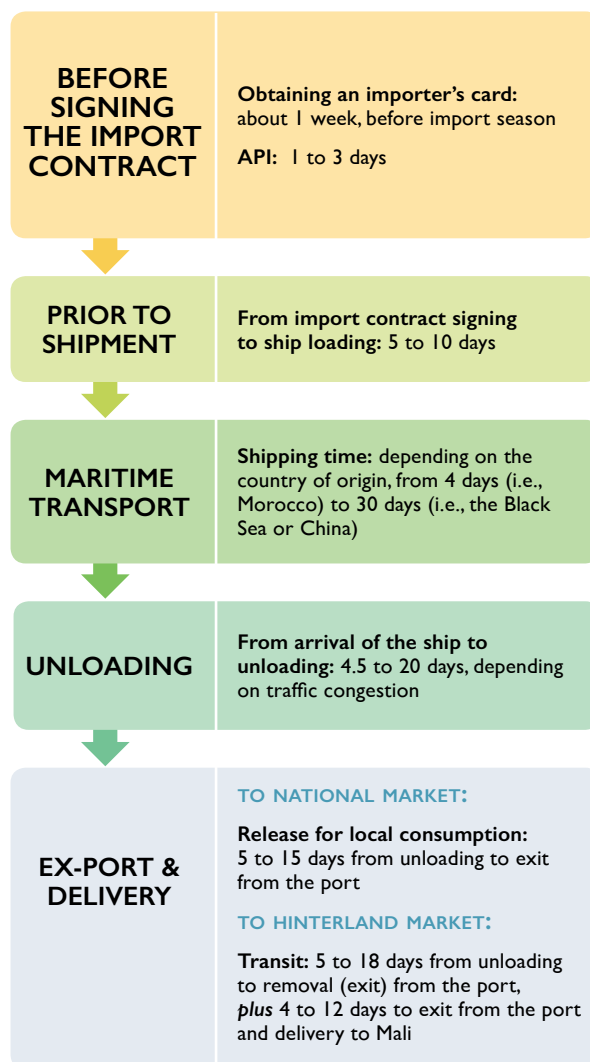 BEFORE
SIGNING
THE IMPORT
CONTRACT
Obtaining an importer's card:
about 1 week, before import season
API: 1 to 3 days
PRIOR TO
SHIPMENT
From import contract signing
to ship loading: 5 to 10 days
MARITIME
TRANSPORT
Shipping time: depending on the
country of origin, from 4 days (i.e.,
Morocco) to 30 days (i.e., the Black
Sea or China)
UNLOADING
From arrival of the ship to
unloading: 4.5 to 20 days, depending
on traffic congestion
EX-PORT &
DELIVERY
TO NATIONAL MARKET:
Release for local consumption:
5 to 15 days from unloading to exit
from the port
TO HINTERLAND MARKET:
Transit: 5 to 18 days from unloading
to removal (exit) from the port,
plus 4 to 12 days to exit from the port
and delivery to Mali